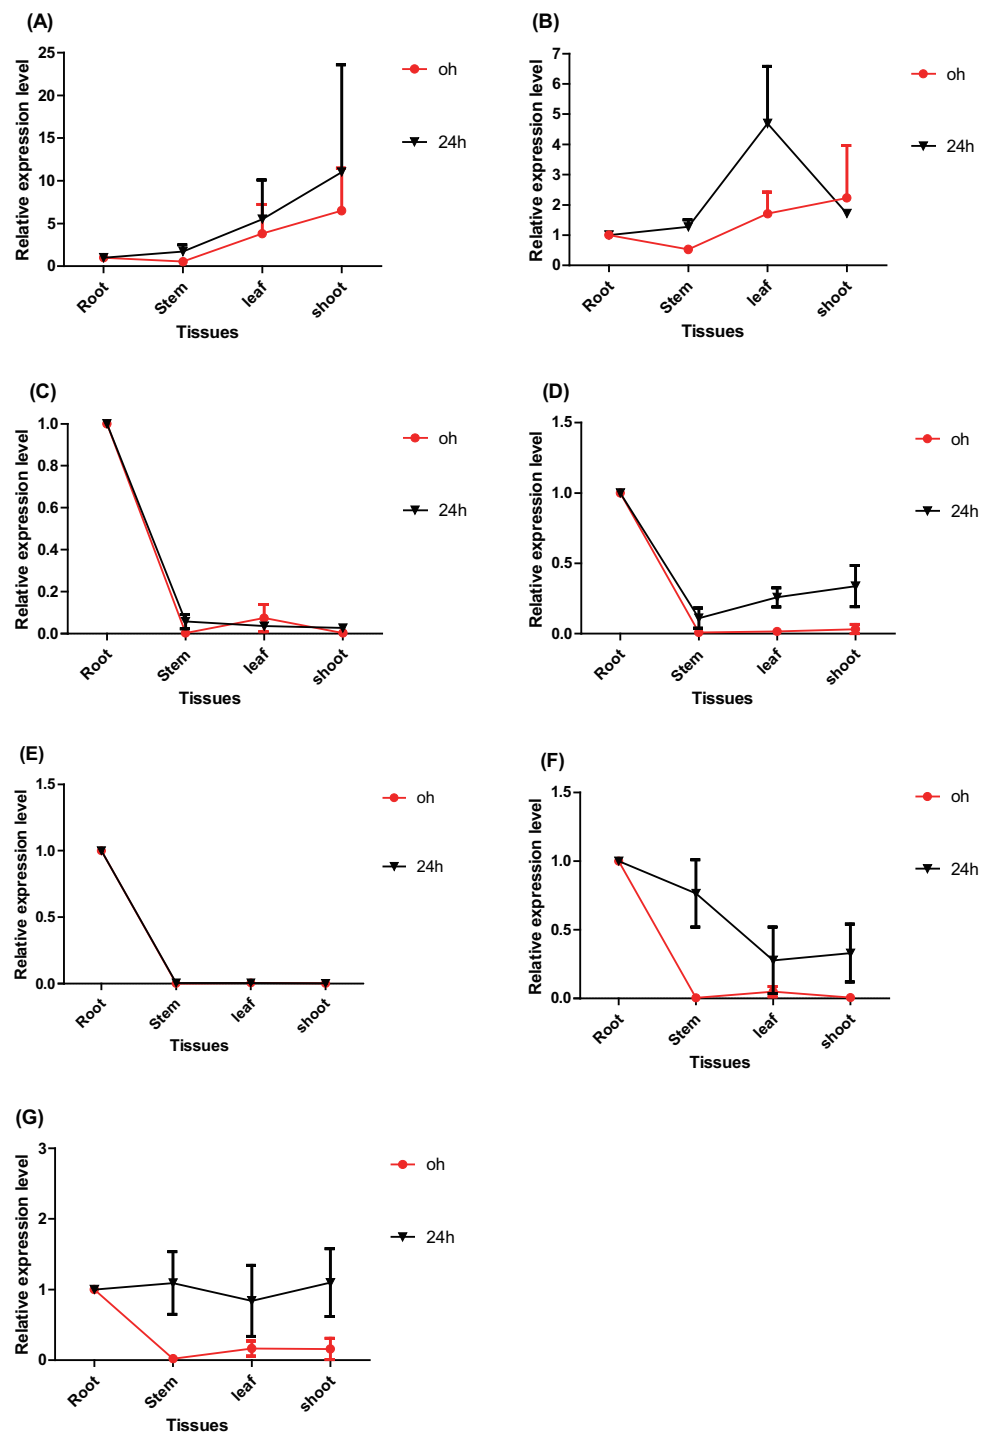 (A)
Relative expression level
25
20
15
10
5
0
Root
Stem
leaf
shoot
Tissues
oh
24h
(B)
Relative expression level
7
6
5
4
3
2
1
0
Root
Stem
leaf
shoot
Tissues
oh
24h
(C)
Relative expression level
1.0
0.8
0.6
0.4
0.2
0.0
Root
Stem
leaf
shoot
Tissues
oh
24h
(D)
Relative expression level
1.5
1.0
0.5
0.0
Root
Stem
leaf
shoot
Tissues
oh
24h
(E)
Relative expression level
1.5
1.0
0.5
0.0
Root
Stem
leaf
shoot
Tissues
oh
24h
(F)
Relative expression level
1.5
1.0
0.5
0.0
Root
Stem
leaf
shoot
Tissues
oh
24h
(G)
Relative expression level
3
2
1
0
Root
Stem
leaf
shoot
Tissues
oh
24h